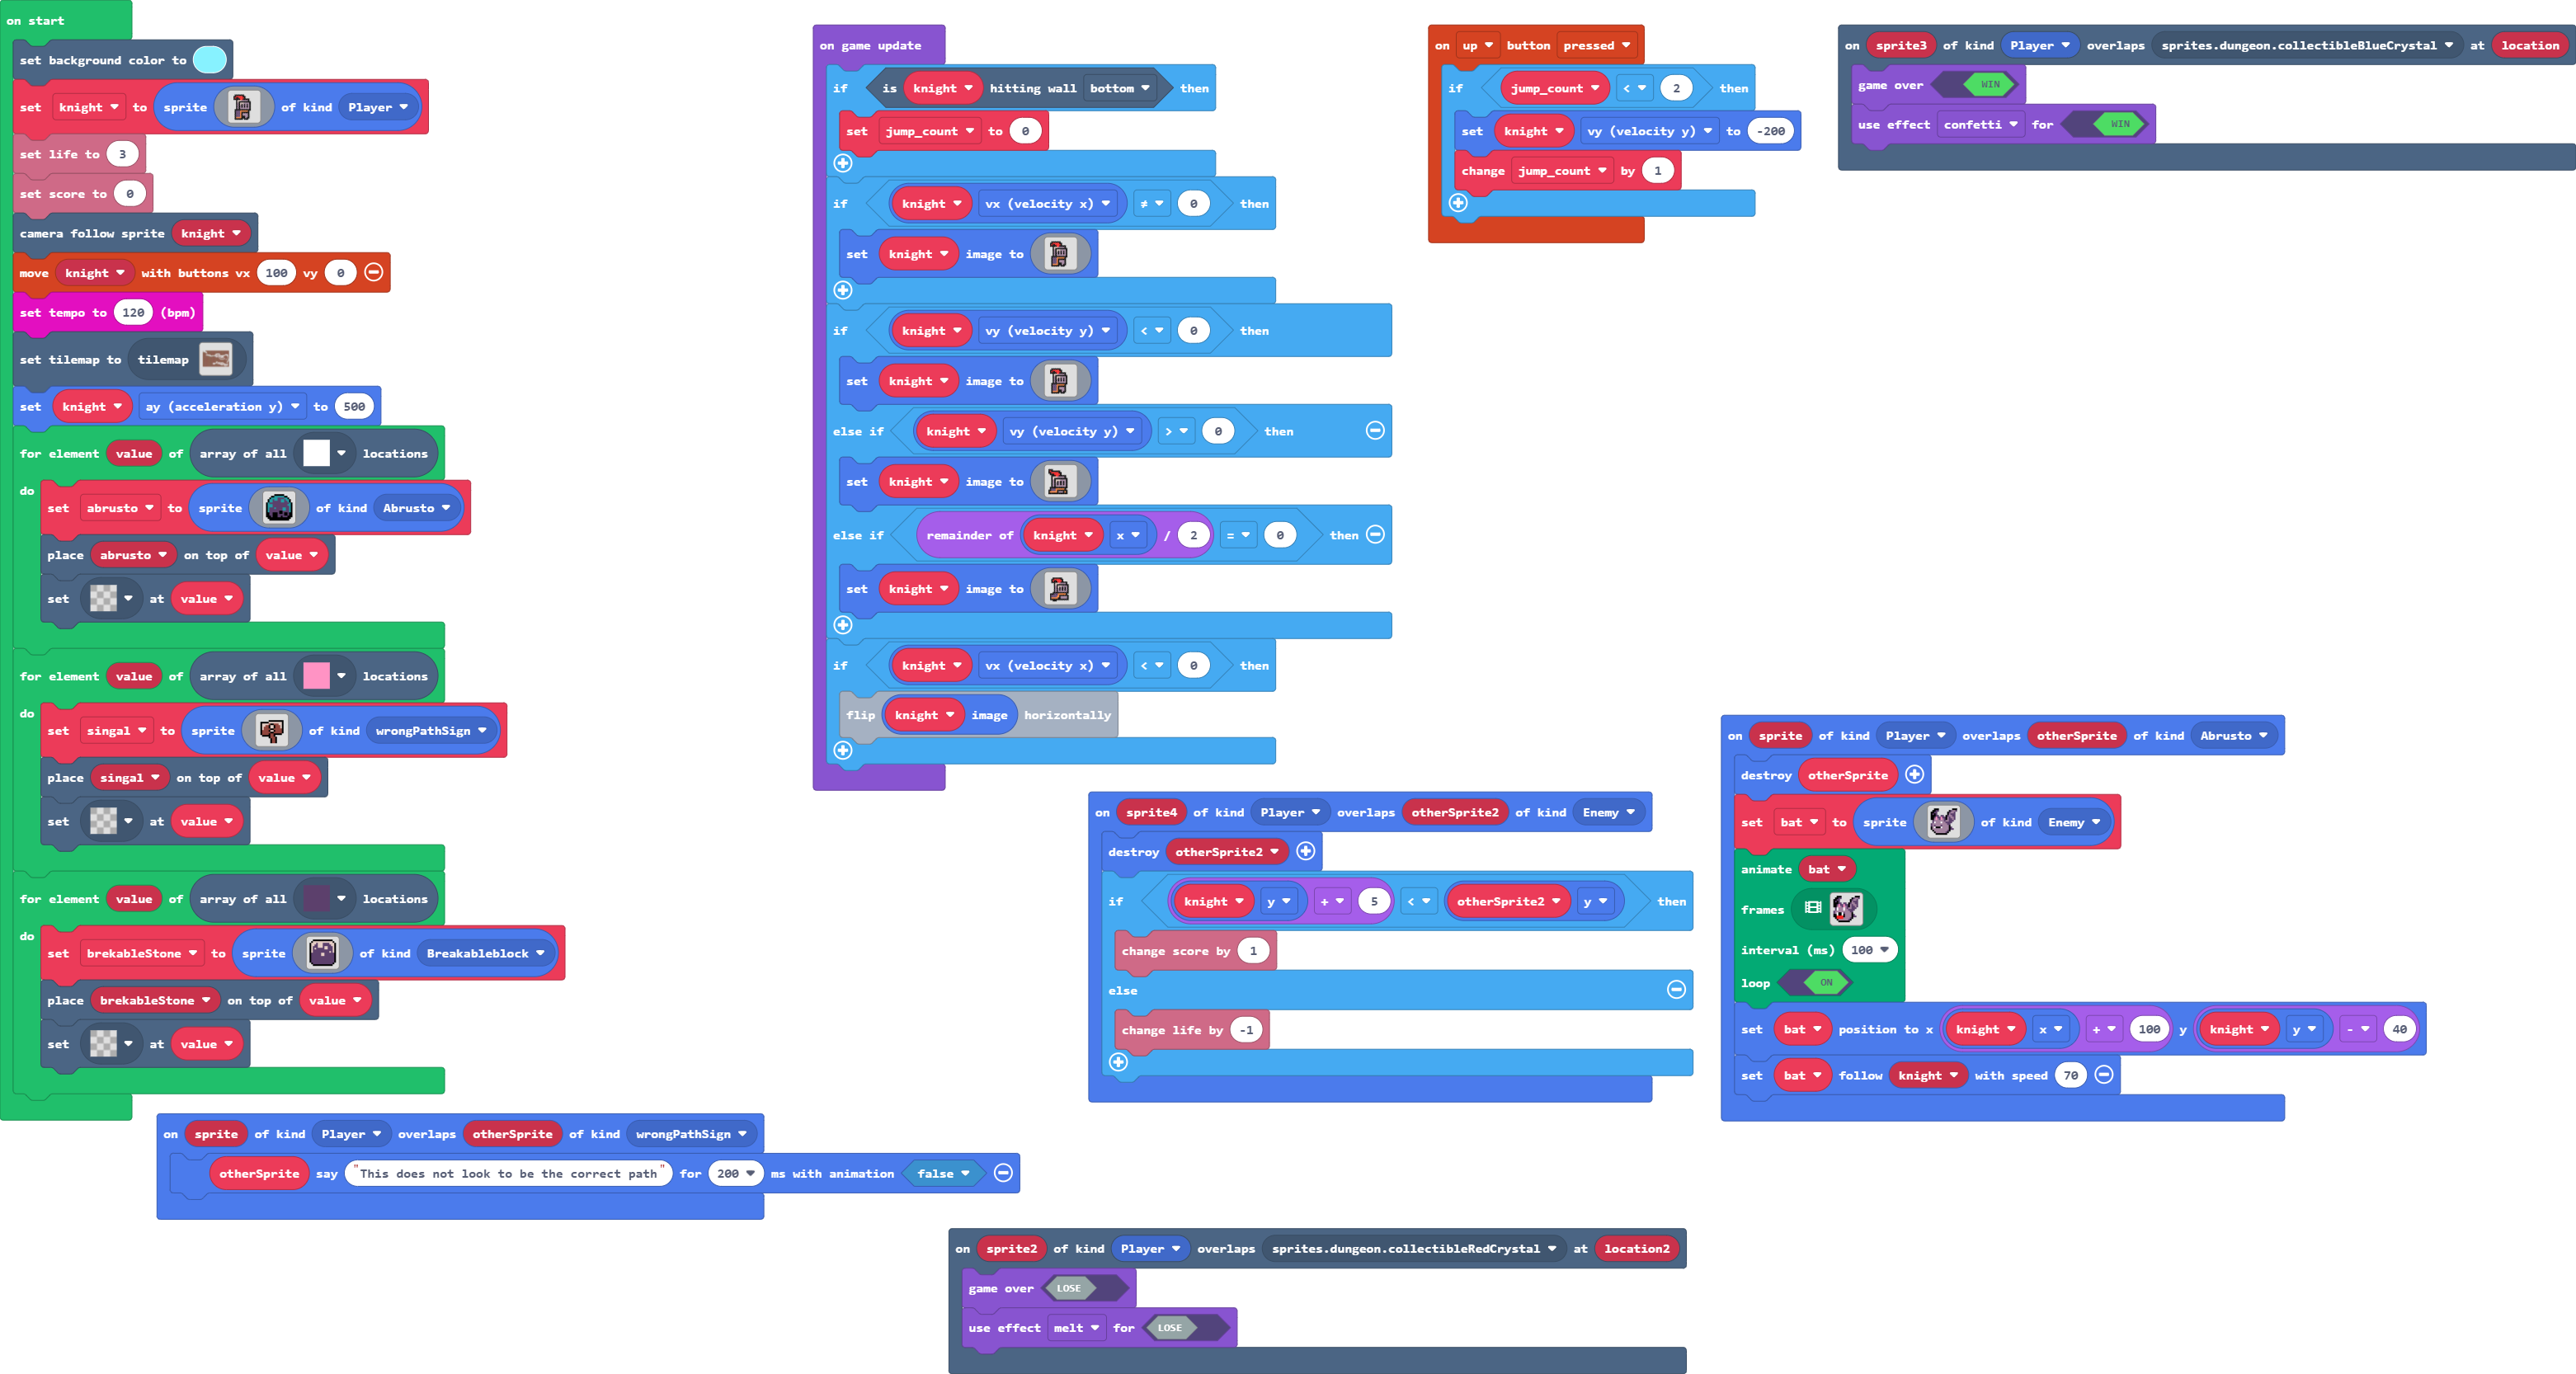 on start
set background color to
set knight to sprite of kind Player
set life to 3
set score to 0
camera follow sprite knight
move knight with buttons vx 100 vy 0
set tempo to 120 (bpm)
set tilemap to tilemap
set knight ay (acceleration y) to 500
for element value of array of all locations
do
set abrusto to sprite of kind Abrusto
place abrusto on top of value
set at value
for element value of array of all locations
do
set singal to sprite of kind wrongPathSign
place singal on top of value
set at value
for element value of array of all locations
do
set brekableStone to sprite of kind Breakableblock
place brekableStone on top of value
set at value
on sprite of kind Player overlaps otherSprite of kind wrongPathSign
otherSprite say "This does not look to be the correct path" for 200 ms with animation false
on game update
if is knight hitting wall bottom then
set jump_count to 0
if knight vx (velocity x) ≠ 0 then
set knight image to
if knight vy (velocity y) < 0 then
set knight image to
else if knight vy (velocity y) > 0 then
set knight image to
else if remainder of knight x / 2 = 0 then
set knight image to
if knight vx (velocity x) < 0 then
flip knight image horizontally
on up button pressed
if jump_count < 2 then
set knight vy (velocity y) to -200
change jump_count by 1
on sprite3 of kind Player overlaps sprites.dungeon.collectibleBlueCrystal at location
game over WIN
use effect confetti for WIN
on sprite4 of kind Player overlaps otherSprite2 of kind Enemy
destroy otherSprite2
if knight y + 5 < otherSprite2 y then
change score by 1
else
change life by -1
on sprite of kind Player overlaps otherSprite of kind Abrusto
destroy otherSprite
set bat to sprite of kind Enemy
animate bat
frames
interval (ms) 100
loop ON
set bat position to x knight x + 100 y knight y - 40
set bat follow knight with speed 70
on sprite2 of kind Player overlaps sprites.dungeon.collectibleRedCrystal at location2
game over LOSE
use effect melt for LOSE